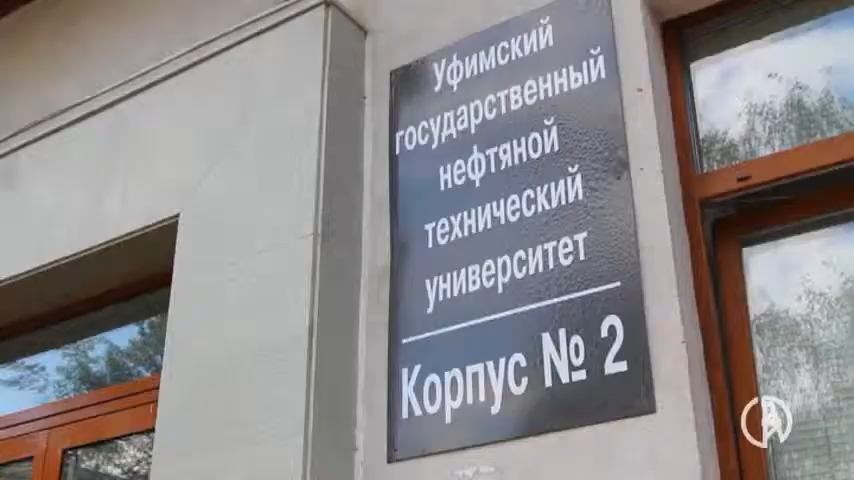 Уфимский
государственный
нефтяной
технический
университет
Корпус № 2